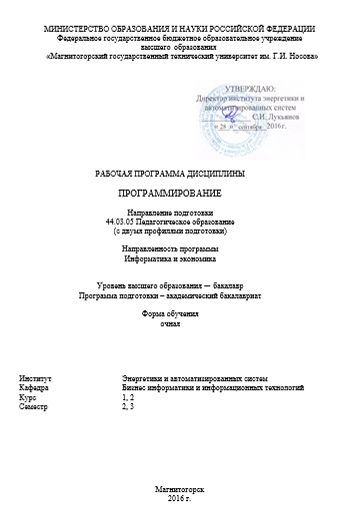 МИНИСТЕРСТВО ОБРАЗОВАНИЯ И НАУКИ РОССИЙСКОЙ ФЕДЕРАЦИИ
Федеральное государственное бюджетное образовательное учреждение
высшего образования
«Магнитогорский государственный технический университет им. Г.И. Носова»
УТВЕРЖДАЮ:
Директор института энергетики и
автоматизированных систем
С.И. Лукьянов
« 28 » сентября 2016 г.
РАБОЧАЯ ПРОГРАММА ДИСЦИПЛИНЫ
ПРОГРАММИРОВАНИЕ
Направление подготовки
44.03.05 Педагогическое образование
(с двумя профилями подготовки)
Направленность программы
Информатика и экономика
Уровень высшего образования — бакалавр
Программа подготовки – академический бакалавриат
Форма обучения
очная
Институт Энергетики и автоматизированных систем
Кафедра Бизнес информатики и информационных технологий
Курс 1, 2
Семестр 2, 3
Магнитогорск
2016 г.